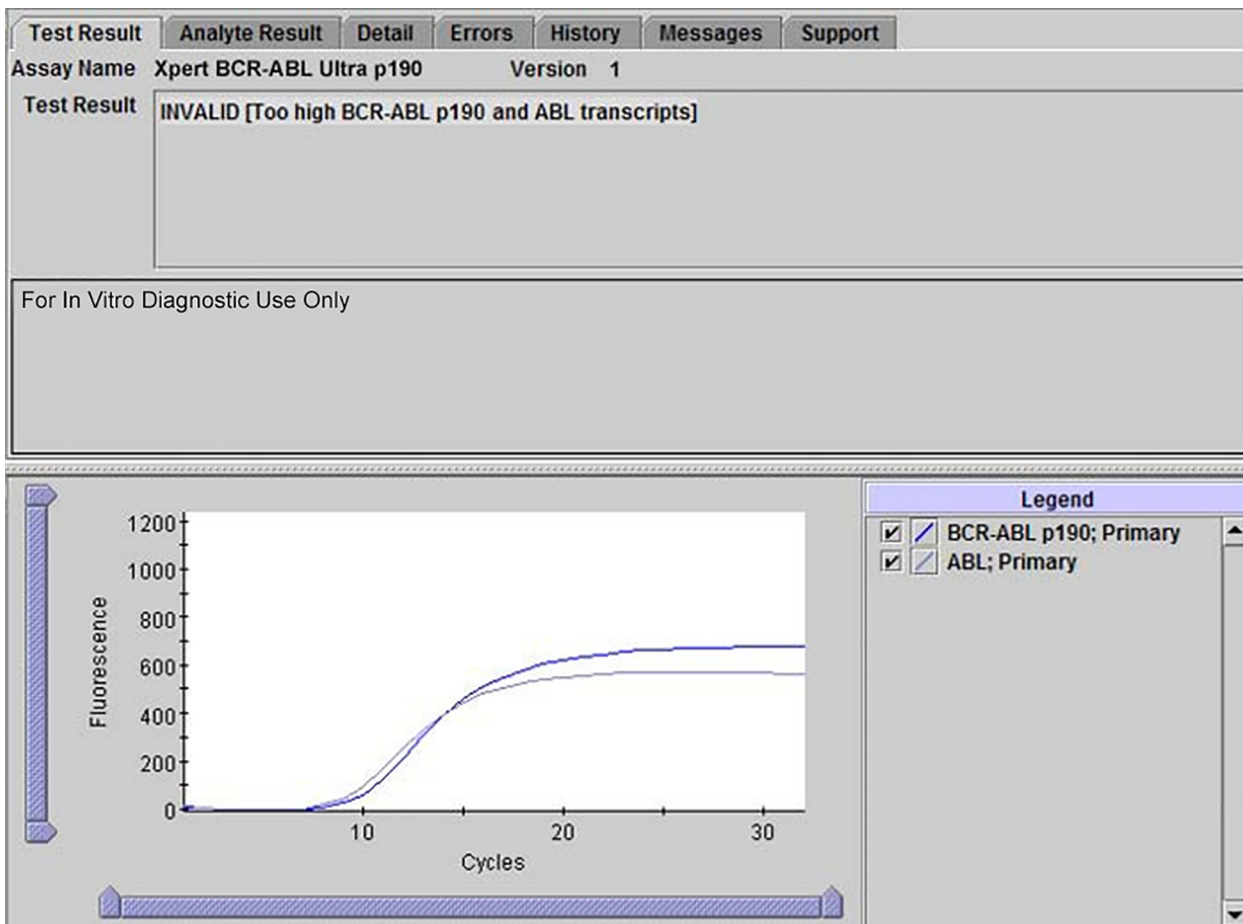 Test Result Analyte Result Detail Errors History Messages Support
Assay Name Xpert BCR-ABL Ultra p190 Version 1
Test Result INVALID [Too high BCR-ABL p190 and ABL transcripts]
For In Vitro Diagnostic Use Only
Legend
BCR-ABL p190; Primary
ABL; Primary
1200
1000
800
600
400
200
0
Fluorescence
10 20 30
Cycles